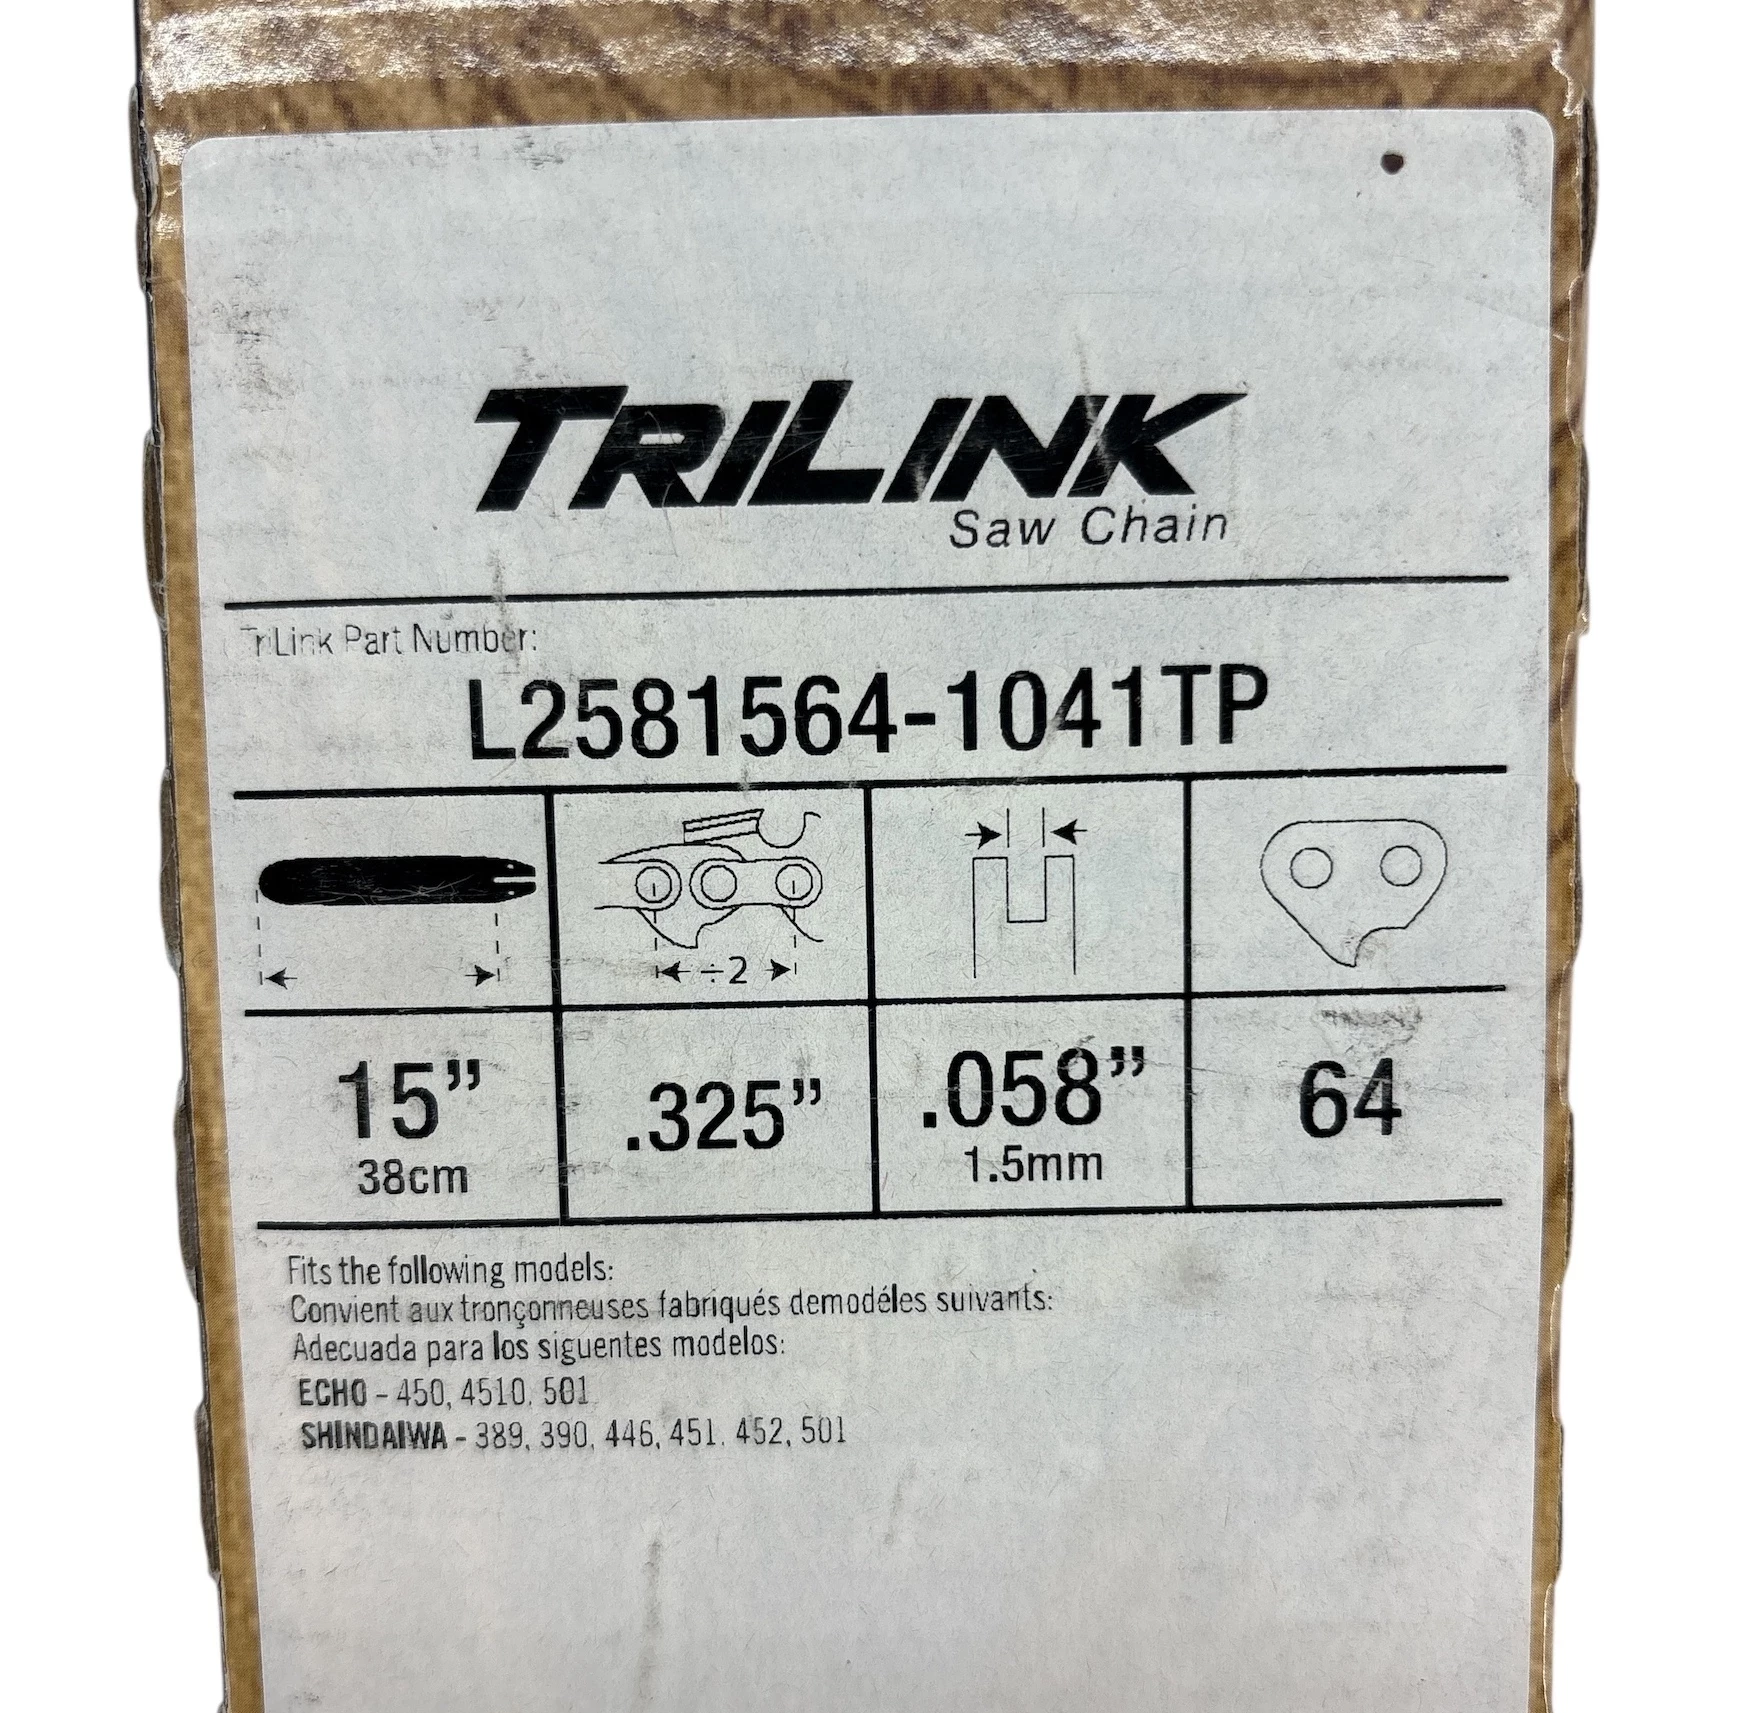 TRILINK
Saw Chain
TriLink Part Number:
L2581564-1041TP
÷2
15” .325” .058” 64
38cm 1.5mm
Fits the following models:
Convient aux tronçonneuses fabriqués demodéles suivants:
Adecuada para los siguentes modelos:
ECHO - 450, 4510, 501
SHINDAIWA - 389, 390, 446, 451, 452, 501